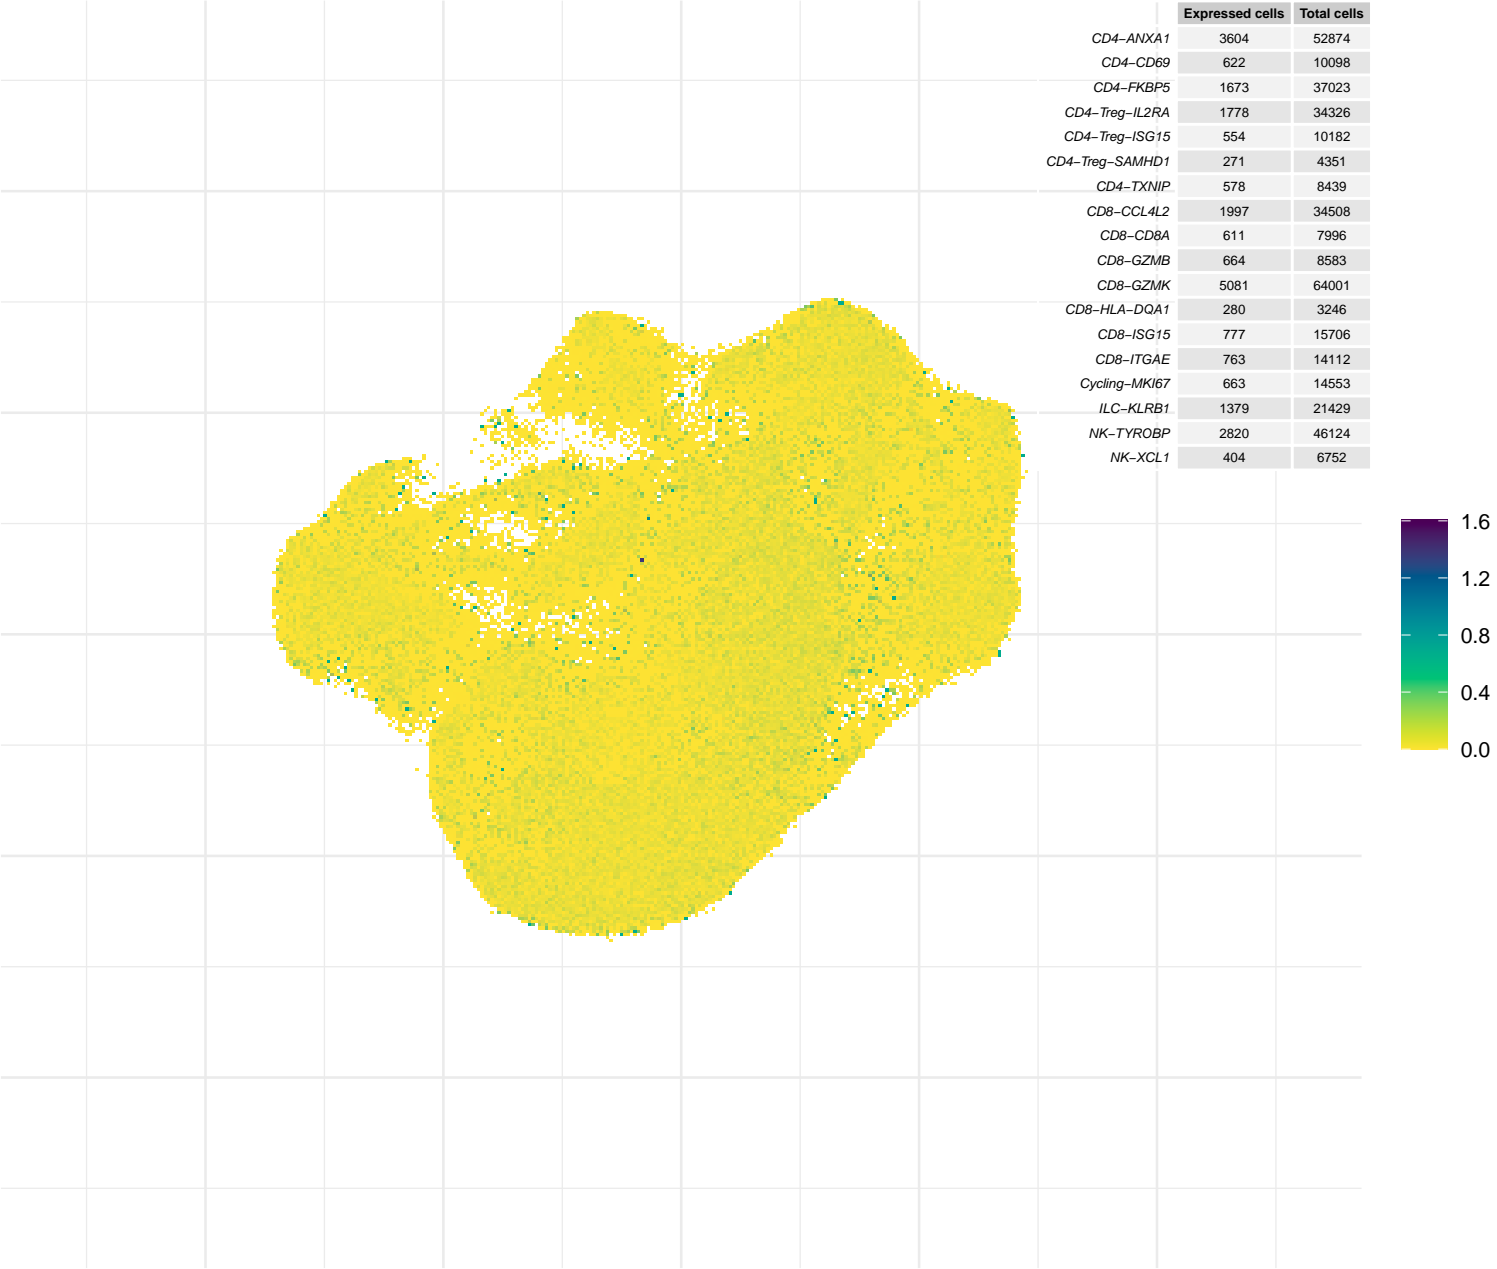 Expressed cells Total cells
CD4−ANXA1 3604 52874
CD4−CD69 622 10098
CD4−FKBP5 1673 37023
CD4−Treg−IL2RA 1778 34326
CD4−Treg−ISG15 554 10182
CD4−Treg−SAMHD1 271 4351
CD4−TXNIP 578 8439
CD8−CCL4L2 1997 34508
CD8−CD8A 611 7996
CD8−GZMB 664 8583
CD8−GZMK 5081 64001
CD8−HLA−DQA1 280 3246
CD8−ISG15 777 15706
CD8−ITGAE 763 14112
Cycling−MKI67 663 14553
ILC−KLRB1 1379 21429
NK−TYROBP 2820 46124
NK−XCL1 404 6752
1.6
1.2
0.8
0.4
0.0